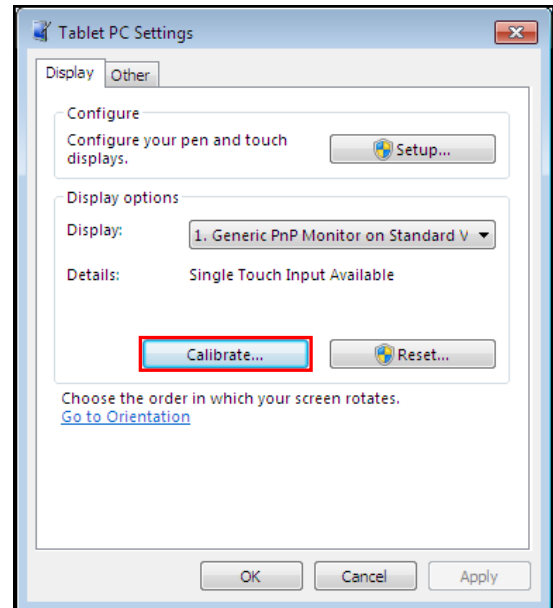 Tablet PC Settings
Display
Other
Configure
Configure your pen and touch
displays.
Setup...
Display options
Display:
1. Generic PnP Monitor on Standard V
Details:
Single Touch Input Available
Calibrate...
Reset...
Choose the order in which your screen rotates.
Go to Orientation
OK
Cancel
Apply